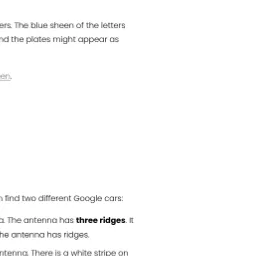 ers. The blue sheen of the letters
nd the plates might appear as
en.
n find two different Google cars:
a. The antenna has three ridges. It
he antenna has ridges.
ntenna. There is a white stripe on